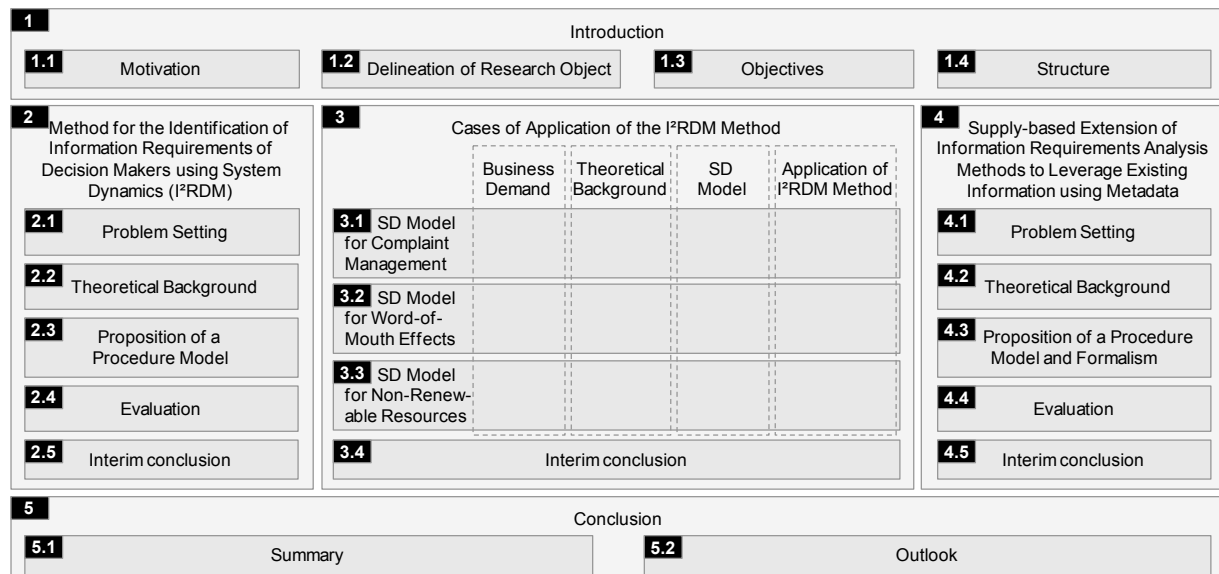 1
Introduction
1.1 Motivation
1.2 Delineation of Research Object
1.3 Objectives
1.4 Structure
2
Method for the Identification of
Information Requirements of
Decision Makers using System
Dynamics (I²RDM)
2.1 Problem Setting
2.2 Theoretical Background
2.3 Proposition of a
Procedure Model
2.4 Evaluation
2.5 Interim conclusion
3
Cases of Application of the I²RDM Method
Business
Demand
Theoretical
Background
SD
Model
Application of
I²RDM Method
3.1 SD Model
for Complaint
Management
3.2 SD Model
for Word-of-
Mouth Effects
3.3 SD Model
for Non-Renew-
able Resources
3.4 Interim conclusion
4
Supply-based Extension of
Information Requirements Analysis
Methods to Leverage Existing
Information using Metadata
4.1 Problem Setting
4.2 Theoretical Background
4.3 Proposition of a Procedure
Model and Formalism
4.4 Evaluation
4.5 Interim conclusion
5
Conclusion
5.1 Summary
5.2 Outlook